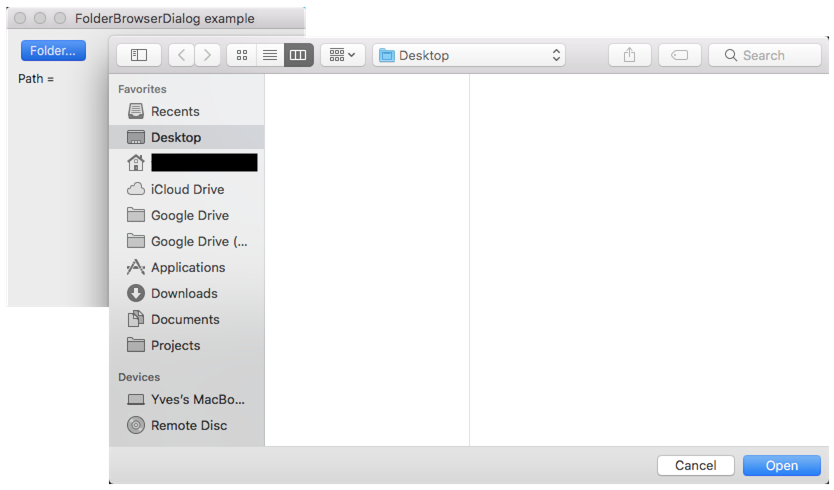 FolderBrowserDialog example
Folder...
Path =
Desktop
Search
Favorites
Recents
Desktop
iCloud Drive
Google Drive
Google Drive (...
Applications
Downloads
Documents
Projects
Devices
Yves's MacBo...
Remote Disc
Cancel
Open